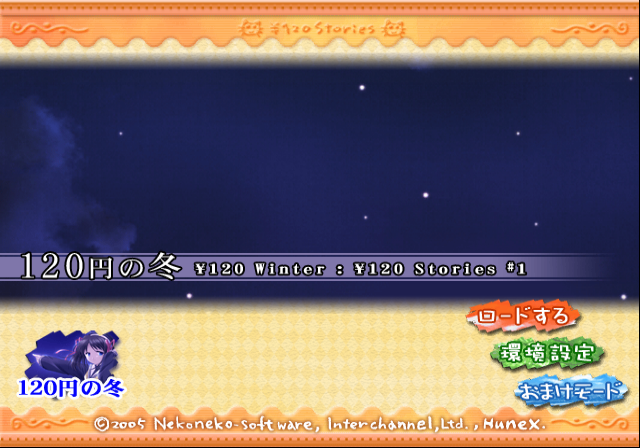 ¥120 Stories
120円の冬 ¥120 Winter : ¥120 Stories #1
ロードする
環境設定
120円の冬
おまけモード
©2005 Nekoneko-Software, Interchannel,Ltd., HuneX.